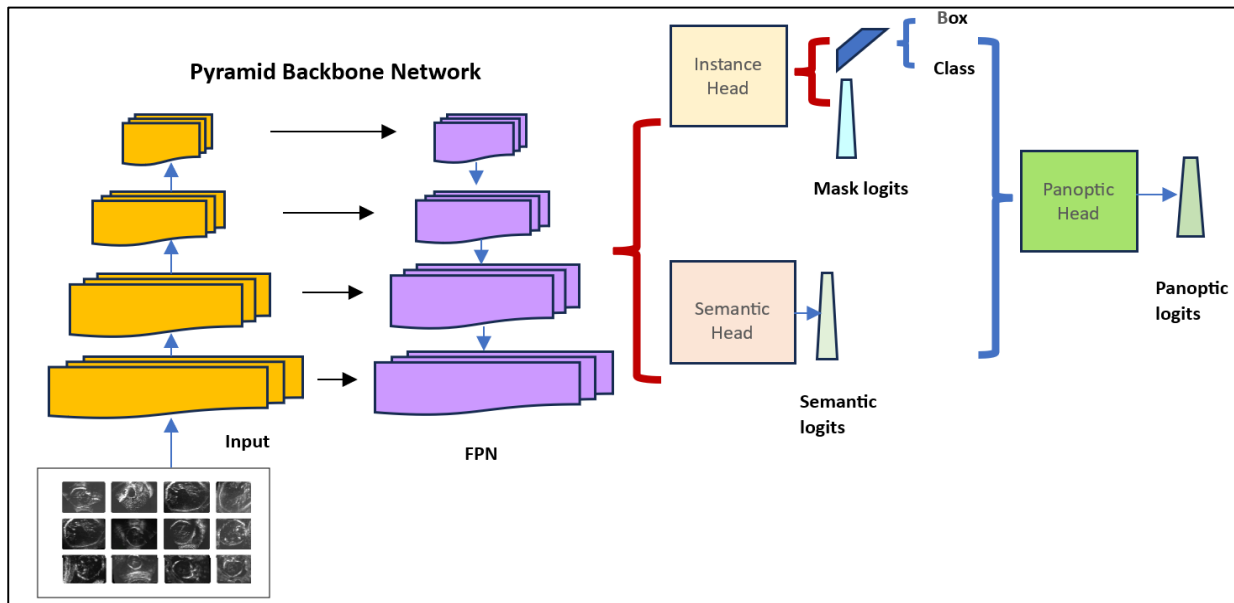 Pyramid Backbone Network
Input
FPN
Instance
Head
Box
Class
Mask logits
Semantic
Head
Semantic
logits
Panoptic
Head
Panoptic
logits